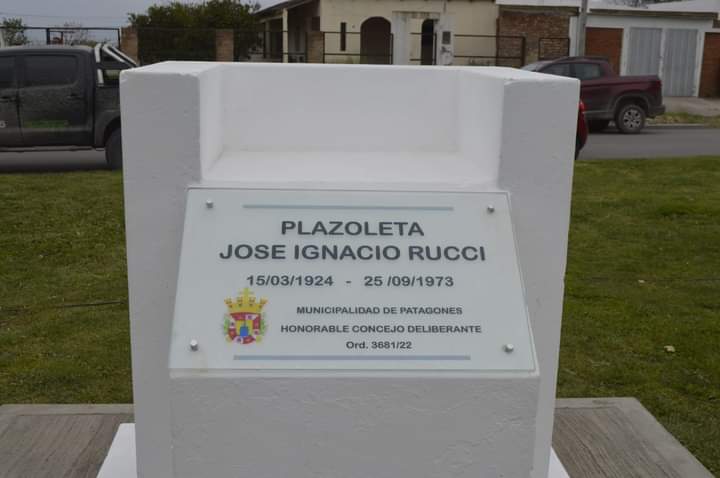 PLAZOLETA
JOSE IGNACIO RUCCI
15/03/1924 - 25 /09/1973
MUNICIPALIDAD DE PATAGONES
HONORABLE CONCEJO DELIBERANTE
Ord. 3681/22